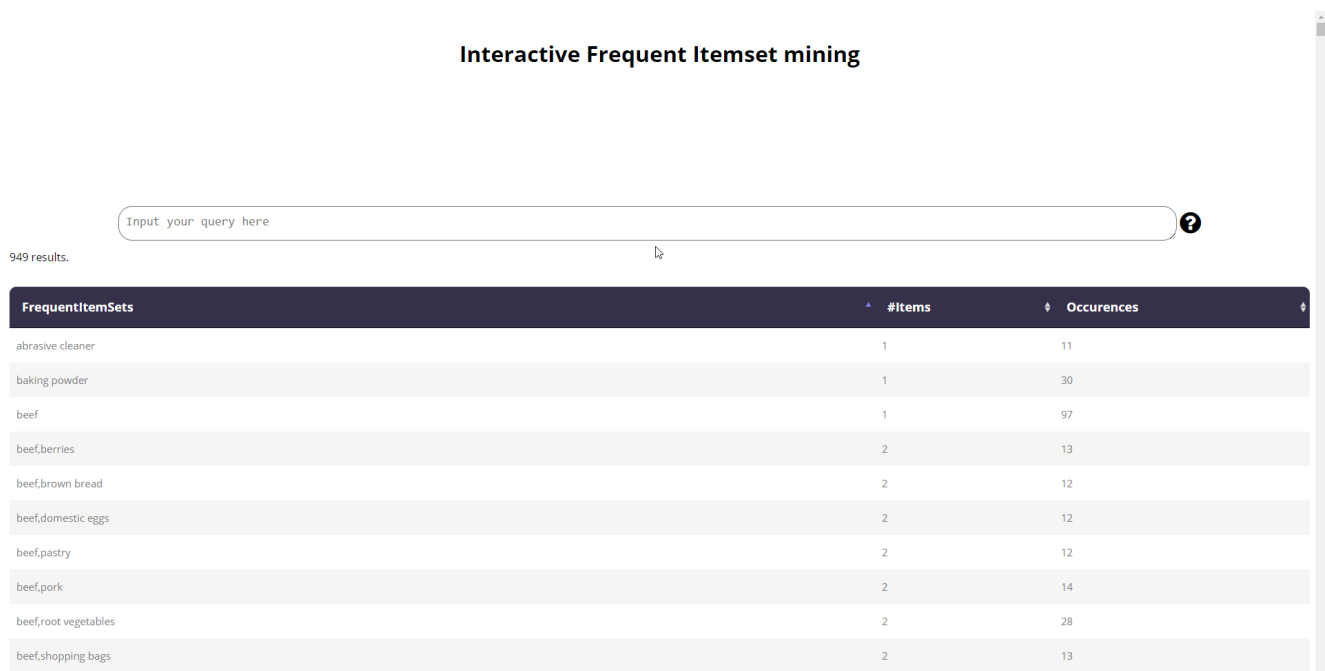 Interactive Frequent Itemset mining
Input your query here
?
949 results.
FrequentItemSets #Items Occurences
abrasive cleaner 1 11
baking powder 1 30
beef 1 97
beef,berries 2 13
beef,brown bread 2 12
beef,domestic eggs 2 12
beef,pastry 2 12
beef,pork 2 14
beef,root vegetables 2 28
beef,shopping bags 2 13